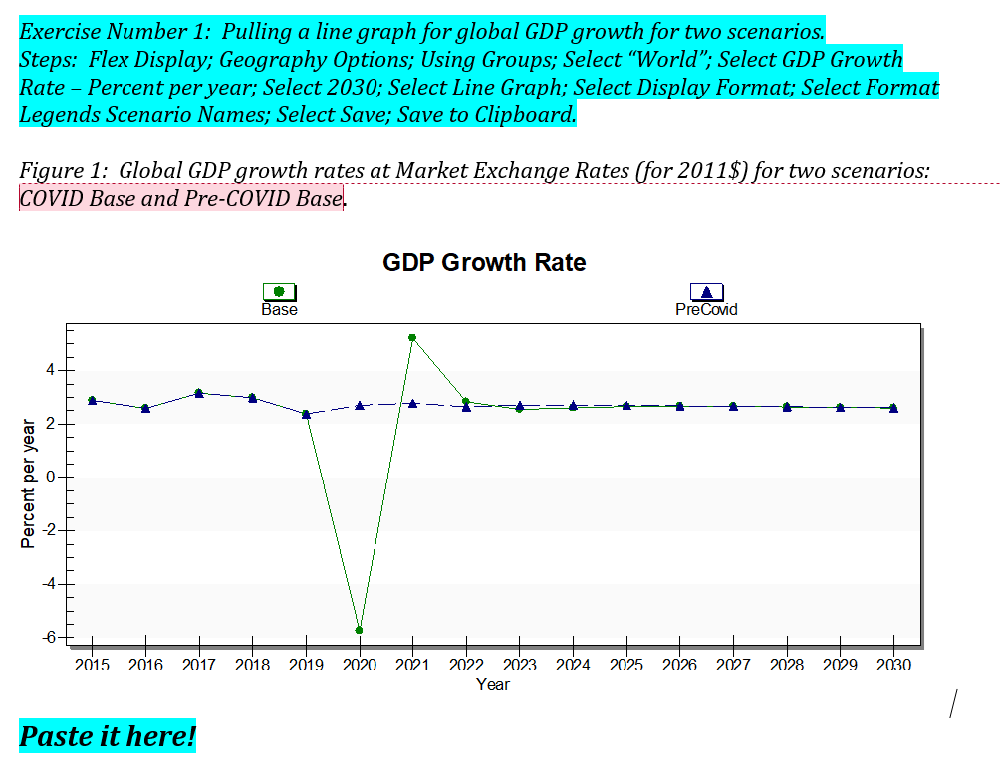 Exercise Number 1:  Pulling a line graph for global GDP growth for two scenarios.
Steps:  Flex Display; Geography Options; Using Groups; Select “World”; Select GDP Growth
Rate – Percent per year; Select 2030; Select Line Graph; Select Display Format; Select Format
Legends Scenario Names; Select Save; Save to Clipboard.
Figure 1:  Global GDP growth rates at Market Exchange Rates (for 2011$) for two scenarios:
COVID Base and Pre-COVID Base.
GDP Growth Rate
Base PreCovid
4
2
0
-2
-4
-6
Percent per year
2015 2016 2017 2018 2019 2020 2021 2022 2023 2024 2025 2026 2027 2028 2029 2030
Year
Paste it here!